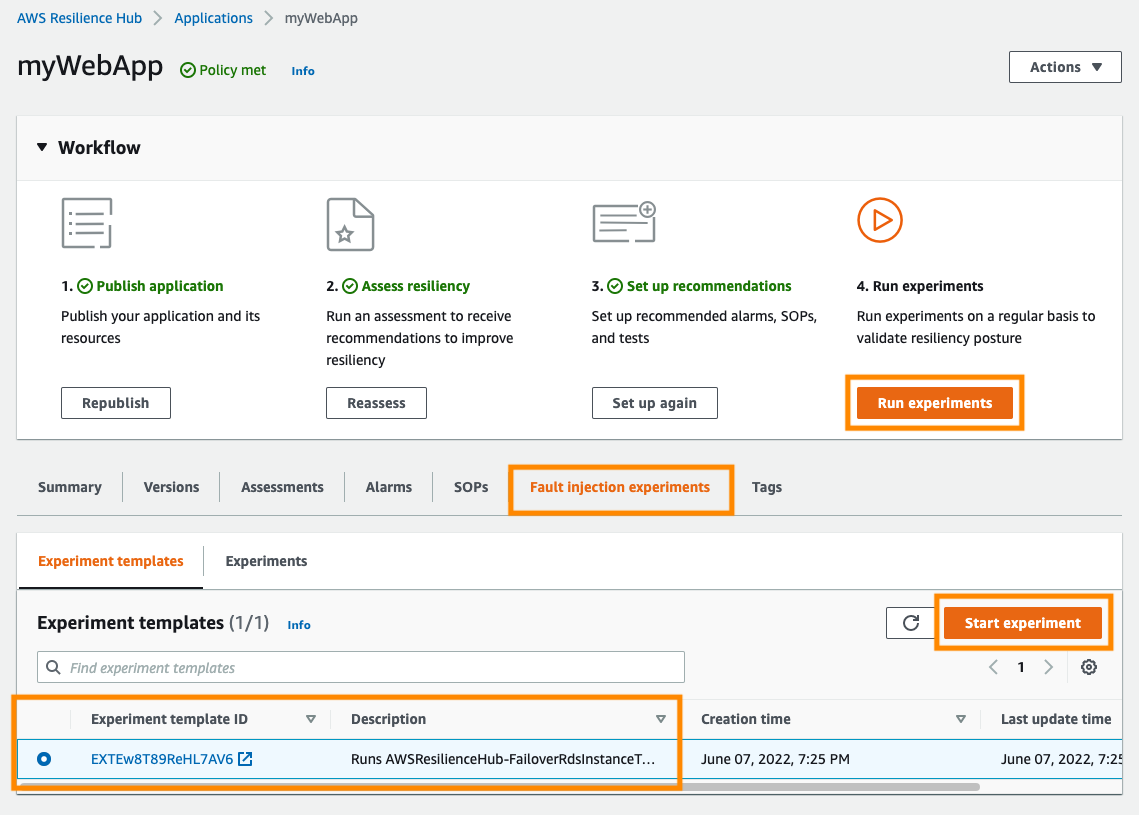 AWS Resilience Hub > Applications > myWebApp
myWebApp Policy met Info
Actions
Workflow
1. Publish application
Publish your application and its
resources
Republish
2. Assess resiliency
Run an assessment to receive
recommendations to improve
resiliency
Reassess
3. Set up recommendations
Set up recommended alarms, SOPs,
and tests
Set up again
4. Run experiments
Run experiments on a regular basis to
validate resiliency posture
Run experiments
Summary Versions Assessments Alarms SOPs Fault injection experiments Tags
Experiment templates Experiments
Experiment templates (1/1) Info
Start experiment
Find experiment templates
1
Experiment template ID Description Creation time Last update time
EXTEw8T89ReHL7AV6 Runs AWSResilienceHub-FailoverRdsInstanceT... June 07, 2022, 7:25 PM June 07, 2022, 7:25